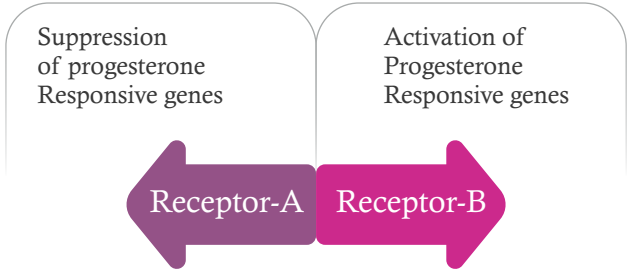 Suppression
of progesterone
Responsive genes
Activation of
Progesterone
Responsive genes
Receptor-A
Receptor-B